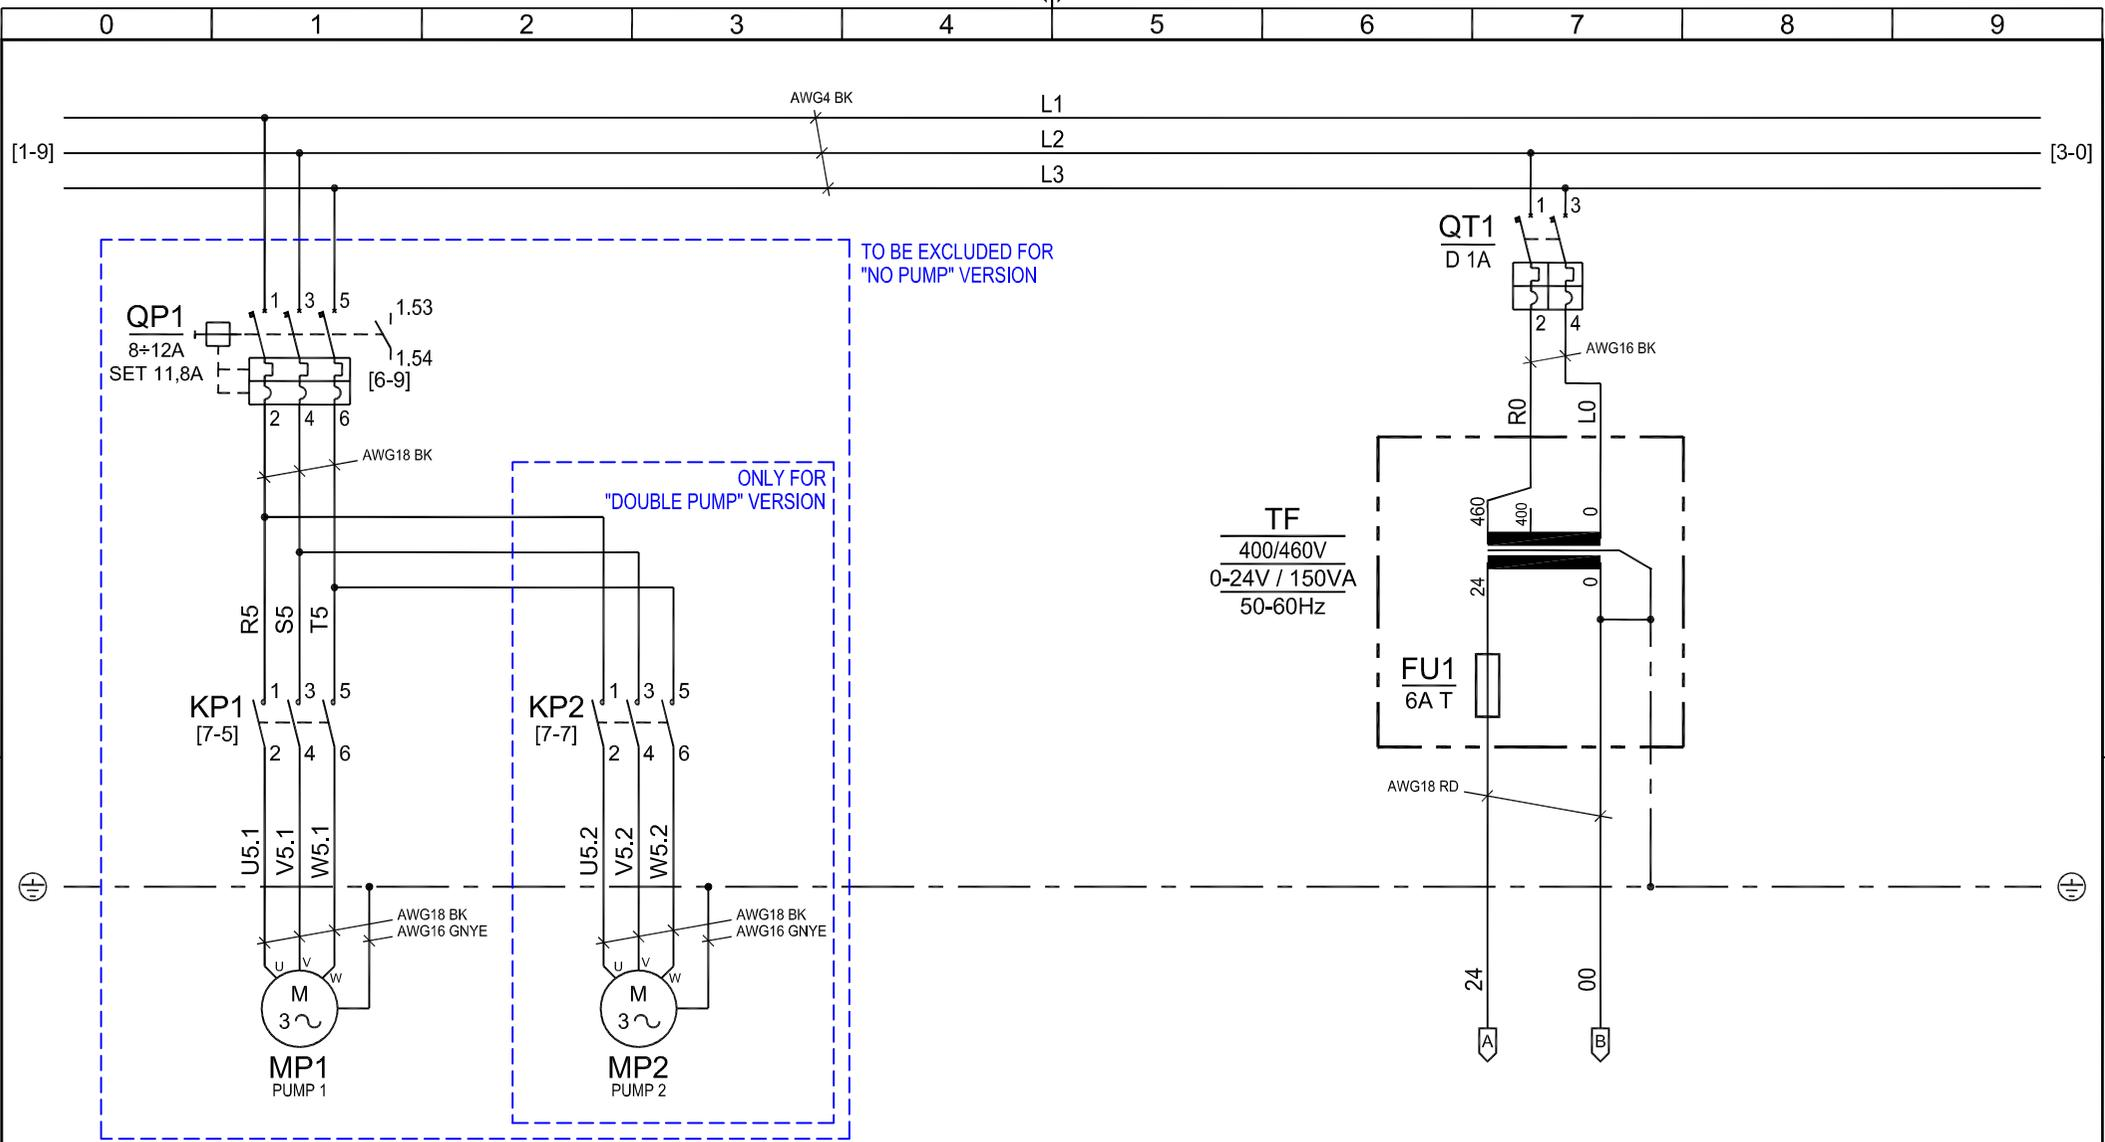 0 1 2 3 4 5 6 7 8 9
AWG4 BK
L1
[1-9] L2 [3-0]
L3
TO BE EXCLUDED FOR
"NO PUMP" VERSION
QP1
8÷12A
SET 11,8A
1 3 5
1.53
1.54
[6-9]
2 4 6
AWG18 BK
ONLY FOR
"DOUBLE PUMP" VERSION
R5 S5 T5
KP1
[7-5]
1 3 5
2 4 6
KP2
[7-7]
1 3 5
2 4 6
U5.1 V5.1 W5.1
U5.2 V5.2 W5.2
AWG18 BK
AWG16 GNYE
AWG18 BK
AWG16 GNYE
U V W
M
3
MP1
PUMP 1
U V W
M
3
MP2
PUMP 2
QT1
D 1A
1 3
2 4
AWG16 BK
R0 L0
TF
400/460V
0-24V / 150VA
50-60Hz
460 400 0
24 0
FU1
6A T
AWG18 RD
24 00
A B